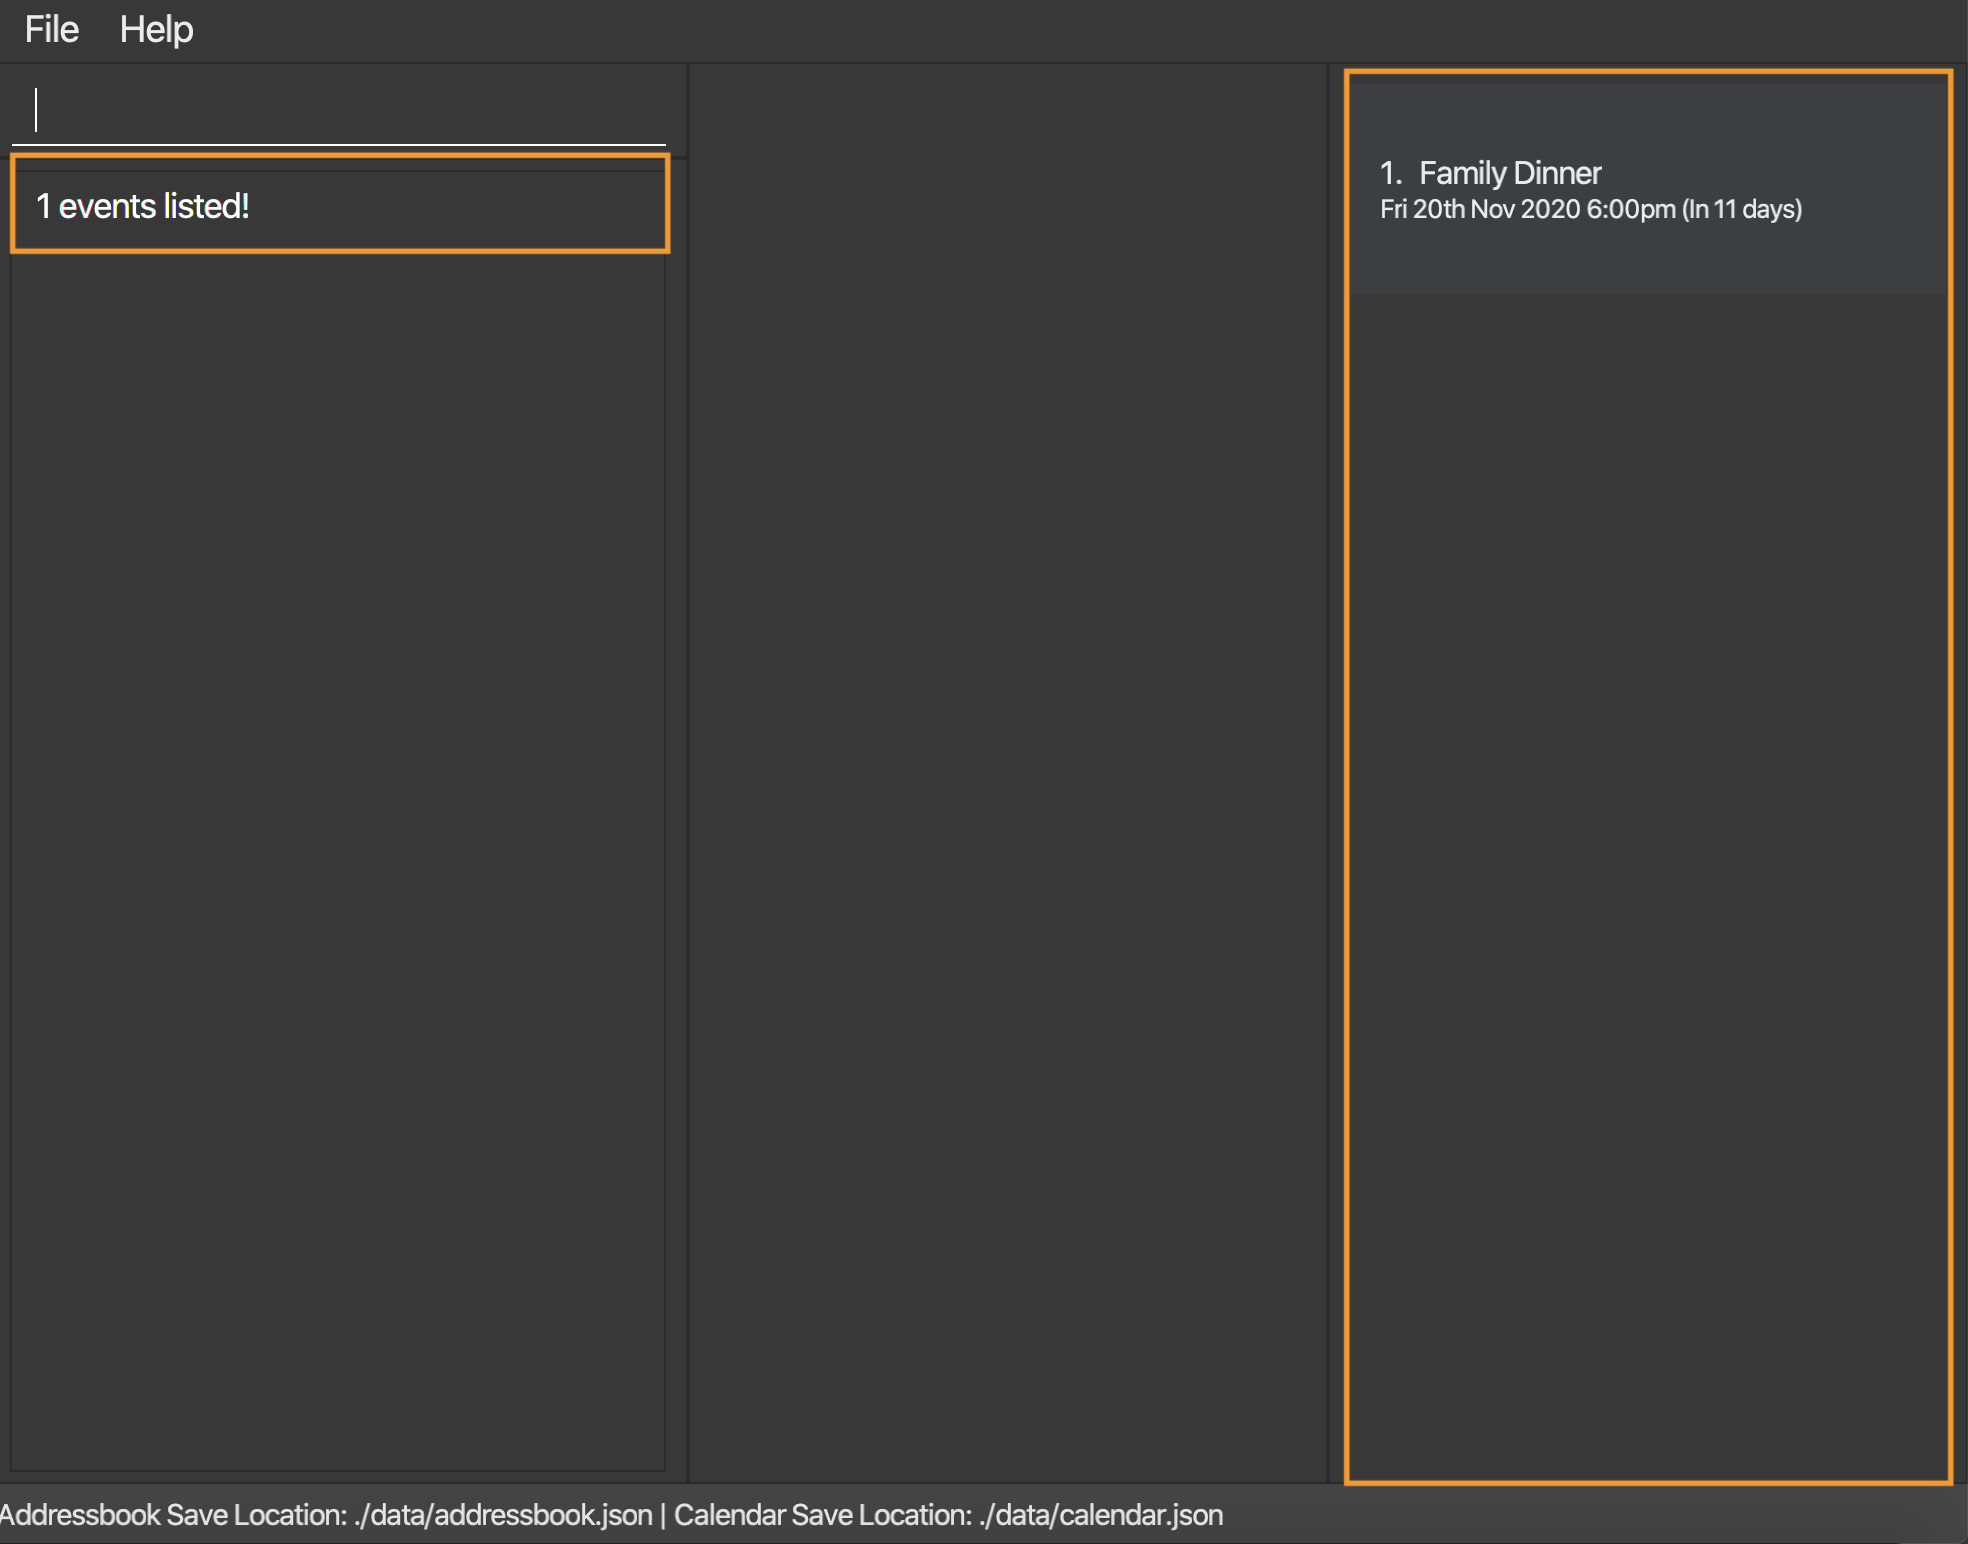 File Help
1 events listed!
1. Family Dinner
Fri 20th Nov 2020 6:00pm (In 11 days)
Addressbook Save Location: ./data/addressbook.json | Calendar Save Location: ./data/calendar.json